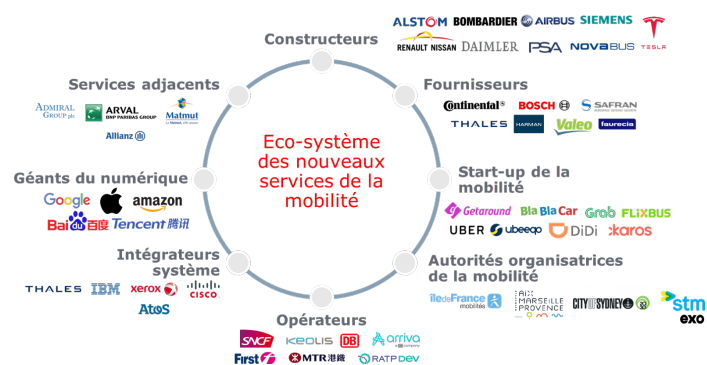 Constructeurs
ALSTOM BOMBARDIER AIRBUS SIEMENS
RENAULT NISSAN DAIMLER PSA NOVABUS TESLA
Services adjacents
ADMIRAL GROUP plc
ARVAL
BNP PARIBAS GROUP
Matmut
Allianz
Fournisseurs
Continental BOSCH SAFRAN
THALES HARMAN Valeo faurecia
Eco-système
des nouveaux
services de la
mobilité
Géants du numérique
Google amazon
Baidu百度 Tencent腾讯
Start-up de la
mobilité
Getaround BlaBlaCar Grab FLiXBUS
UBER ubeeqo DiDi :karos
Intégrateurs
système
THALES IBM xerox CISCO
Atos
Autorités organisatrices
de la mobilité
îledeFrance
mobilités
AIX
MARSEILLE
PROVENCE
CITY OF SYDNEY
stm
exo
Opérateurs
SNCF KEOLIS DB arriva
First MTR港鐵 RATP DEV